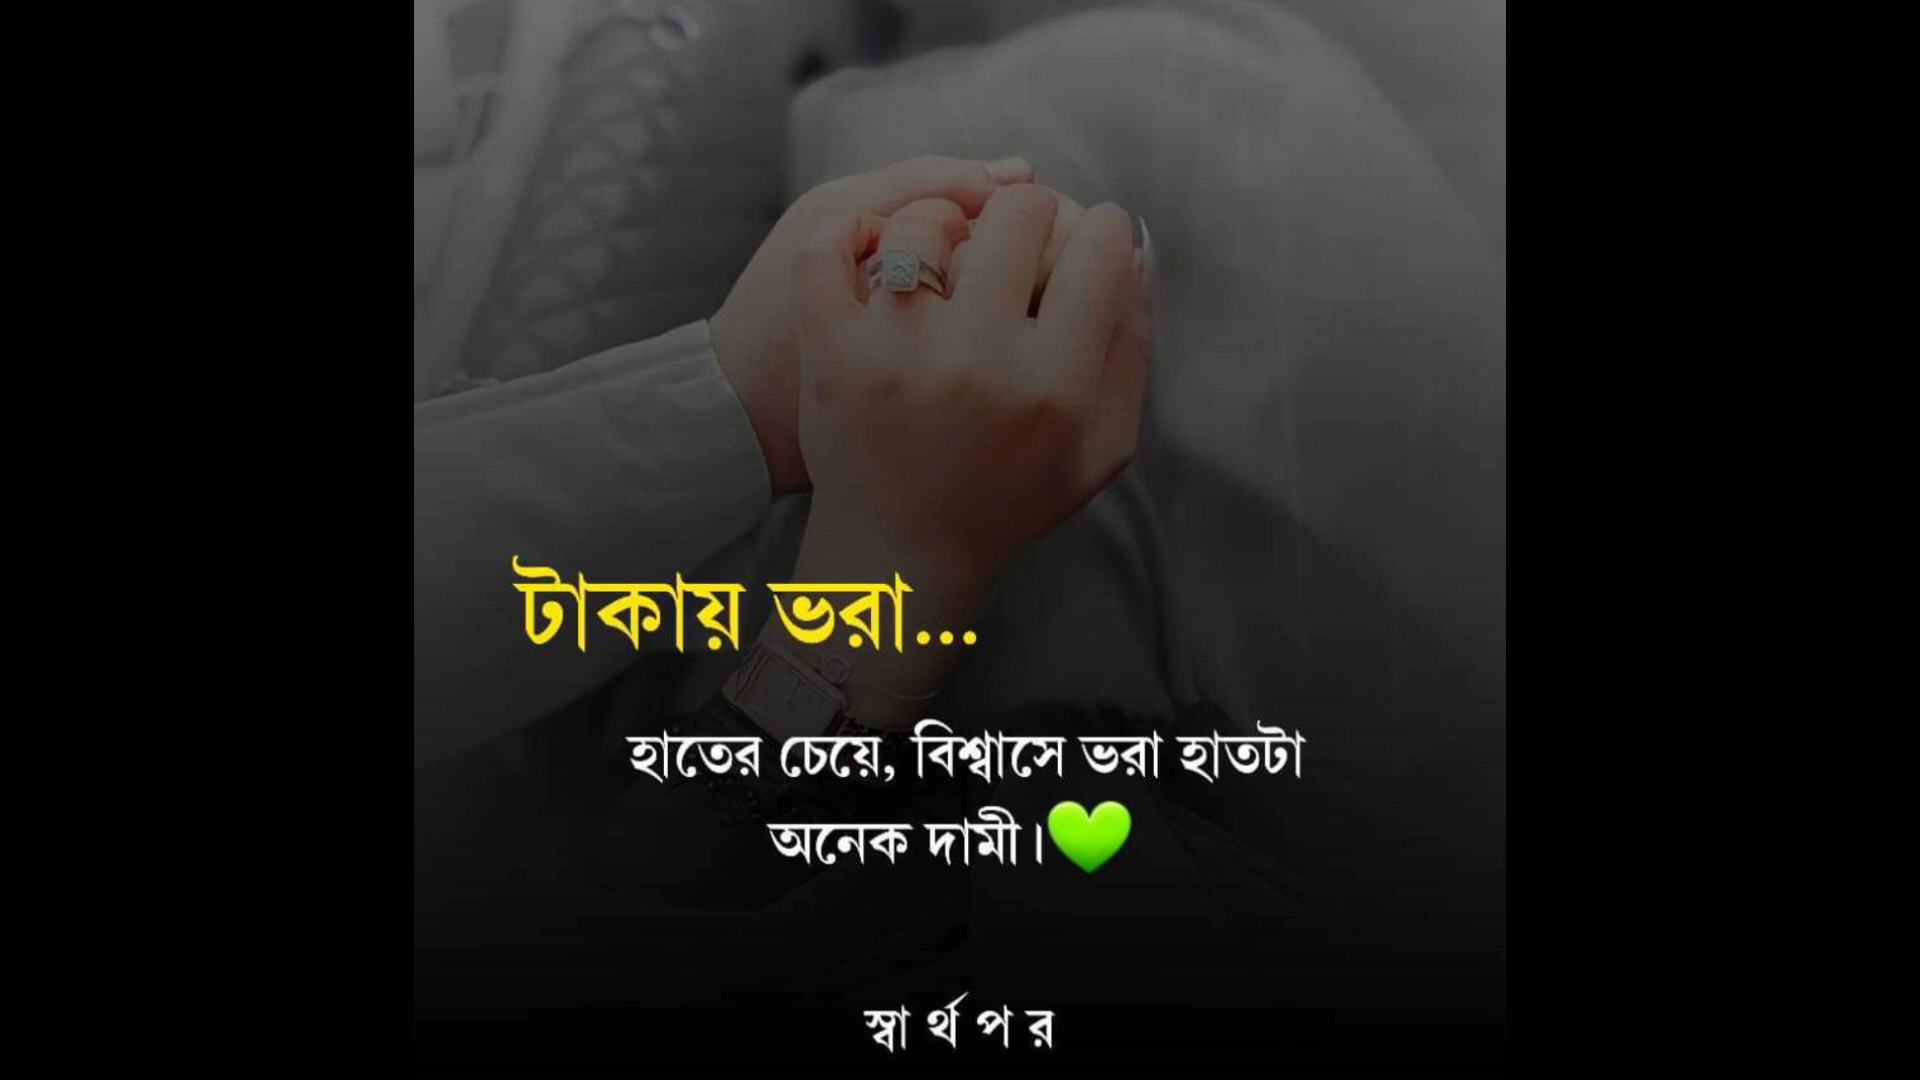 টাকায় ভরা...
হাতের চেয়ে, বিশ্বাসে ভরা হাতটা
অনেক দামী।💚
স্বা র্থ প র